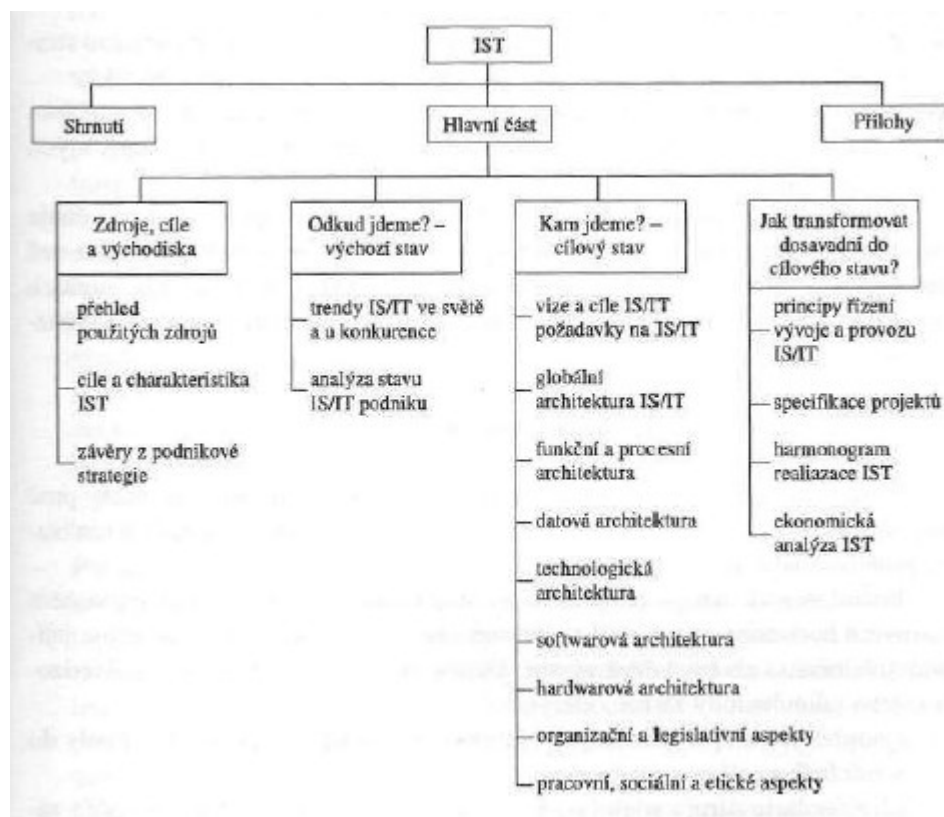 IST
Shrnutí
Hlavní část
Přílohy
Zdroje, cíle
a východiska
přehled
použitých zdrojů
cíle a charakteristika
IST
závěry z podnikové
strategie
Odkud jdeme? –
výchozí stav
trendy IS/IT ve světě
a u konkurence
analýza stavu
IS/IT podniku
Kam jdeme? –
cílový stav
vize a cíle IS/IT
požadavky na IS/IT
globální
architektura IS/IT
funkční a procesní
architektura
datová architektura
technologická
architektura
softwarová architektura
hardwarová architektura
organizační a legislativní aspekty
pracovní, sociální a etické aspekty
Jak transformovat
dosavadní do
cílového stavu?
principy řízení
vývoje a provozu
IS/IT
specifikace projektů
harmonogram
realiazace IST
ekonomická
analýza IST